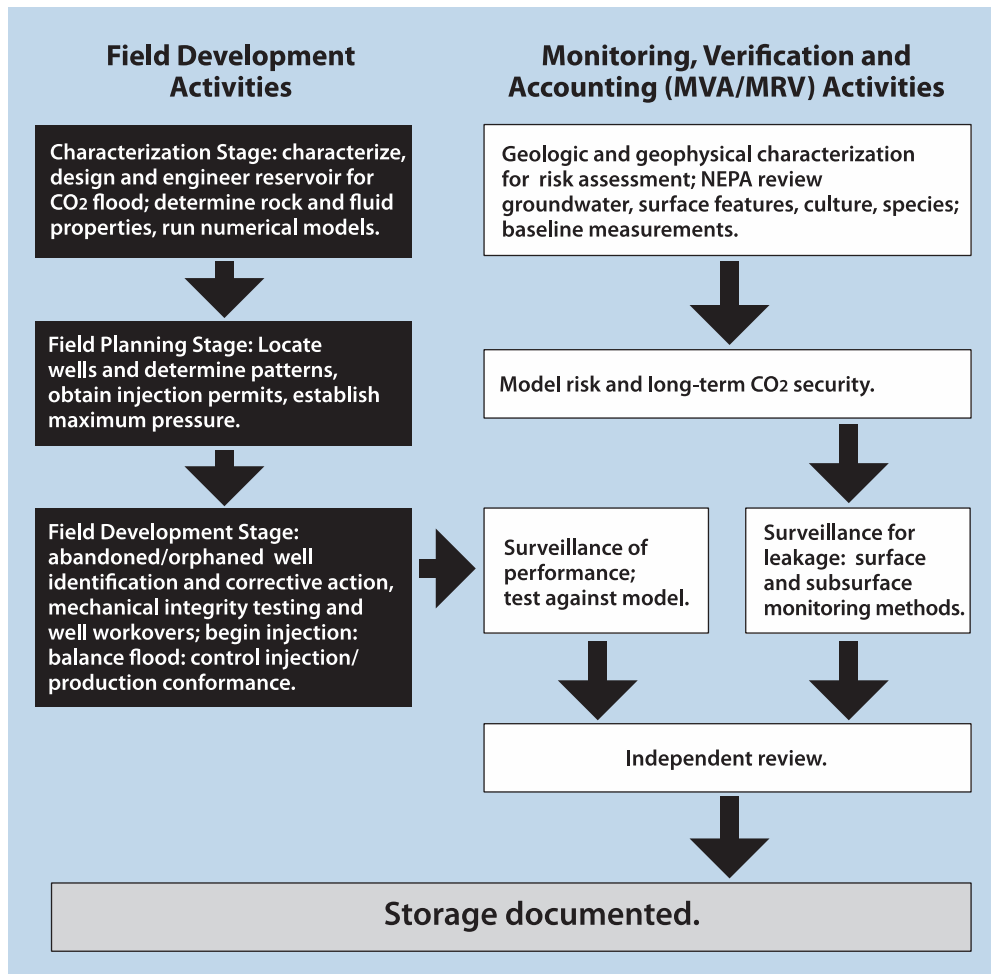 Field Development
Activities
Characterization Stage: characterize,
design and engineer reservoir for
CO2 flood; determine rock and fluid
properties, run numerical models.
Field Planning Stage: Locate
wells and determine patterns,
obtain injection permits, establish
maximum pressure.
Field Development Stage:
abandoned/orphaned well
identification and corrective action,
mechanical integrity testing and
well workovers; begin injection:
balance flood: control injection/
production conformance.
Monitoring, Verification and
Accounting (MVA/MRV) Activities
Geologic and geophysical characterization
for risk assessment; NEPA review
groundwater, surface features, culture, species;
baseline measurements.
Model risk and long-term CO2 security.
Surveillance of
performance;
test against model.
Surveillance for
leakage: surface
and subsurface
monitoring methods.
Independent review.
Storage documented.